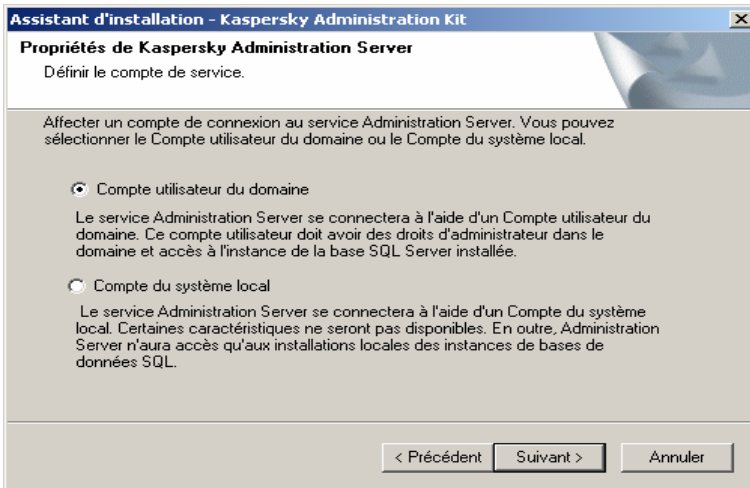 Assistant d'installation - Kaspersky Administration Kit
Propriétés de Kaspersky Administration Server
Définir le compte de service.
Affecter un compte de connexion au service Administration Server. Vous pouvez
sélectionner le Compte utilisateur du domaine ou le Compte du système local.
Compte utilisateur du domaine
Le service Administration Server se connectera à l'aide d'un Compte utilisateur du
domaine. Ce compte utilisateur doit avoir des droits d'administrateur dans le
domaine et accès à l'instance de la base SQL Server installée.
Compte du système local
Le service Administration Server se connectera à l'aide d'un Compte du système
local. Certaines caractéristiques ne seront pas disponibles. En outre, Administration
Server n'aura accès qu'aux installations locales des instances de bases de
données SQL.
< Précédent
Suivant >
Annuler